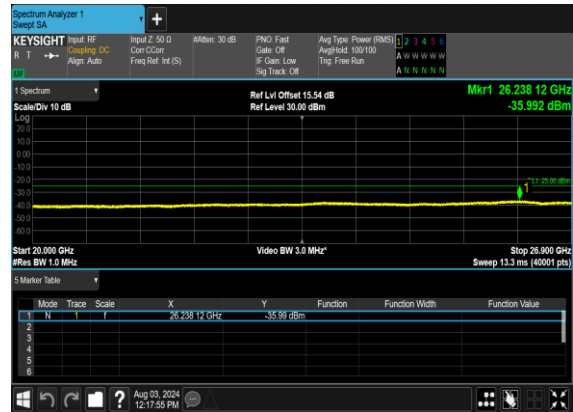 Spectrum Analyzer 1
Swept SA
+
KEYSIGHT Input: RF Input Z: 50 Ω #Atten: 30 dB PNO: Fast Avg Type: Power (RMS) 1 2 3 4 5 6
R T Coupling: DC Corr CCorr Gate: Off Avg|Hold: 100/100 A W W W W W
Align: Auto Freq Ref: Int (S) IF Gain: Low Trig: Free Run
LW Sig Track: Off A N N N N N
1 Spectrum Ref Lvl Offset 15.54 dB Mkr1 26.238 12 GHz
Scale/Div 10 dB Ref Level 30.00 dBm -35.992 dBm
Log
20.0
10.0
0.00
-10.0
-20.0
DL1 -25.00 dBm
-30.0
1
-40.0
-50.0
-60.0
Start 20.000 GHz Video BW 3.0 MHz* Stop 26.900 GHz
#Res BW 1.0 MHz Sweep 13.3 ms (40001 pts)
5 Marker Table
Mode Trace Scale X Y Function Function Width Function Value
1 N 1 f 26.238 12 GHz -35.99 dBm
2
3
4
5
6
? Aug 03, 2024
12:17:55 PM